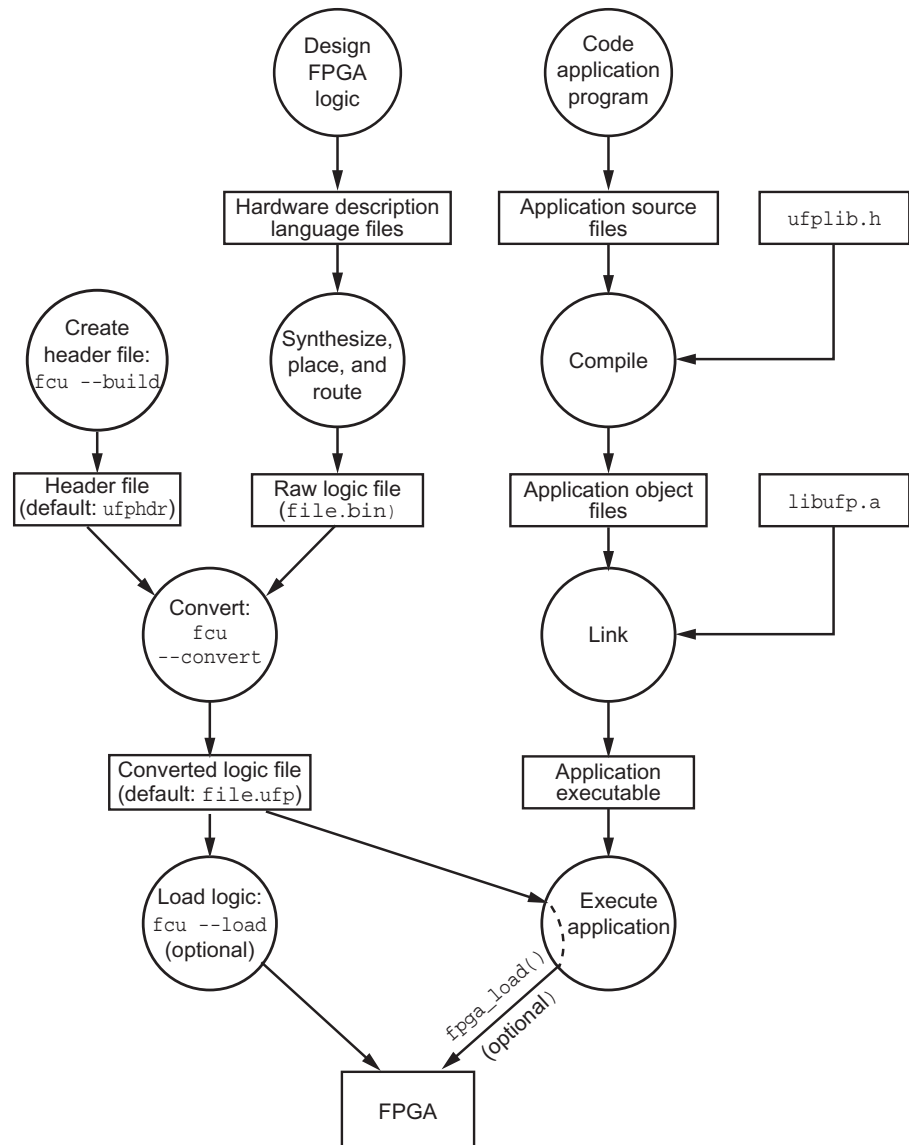 Design
FPGA
logic
Code
application
program
Hardware description
language files
Application source
files
ufplib.h
Create
header file:
fcu --build
Synthesize,
place, and
route
Compile
Header file
(default: ufphdr)
Raw logic file
(file.bin)
Application object
files
libufp.a
Convert:
fcu
--convert
Link
Converted logic file
(default: file.ufp)
Application
executable
Load logic:
fcu --load
(optional)
Execute
application
fpga_load()
(optional)
FPGA